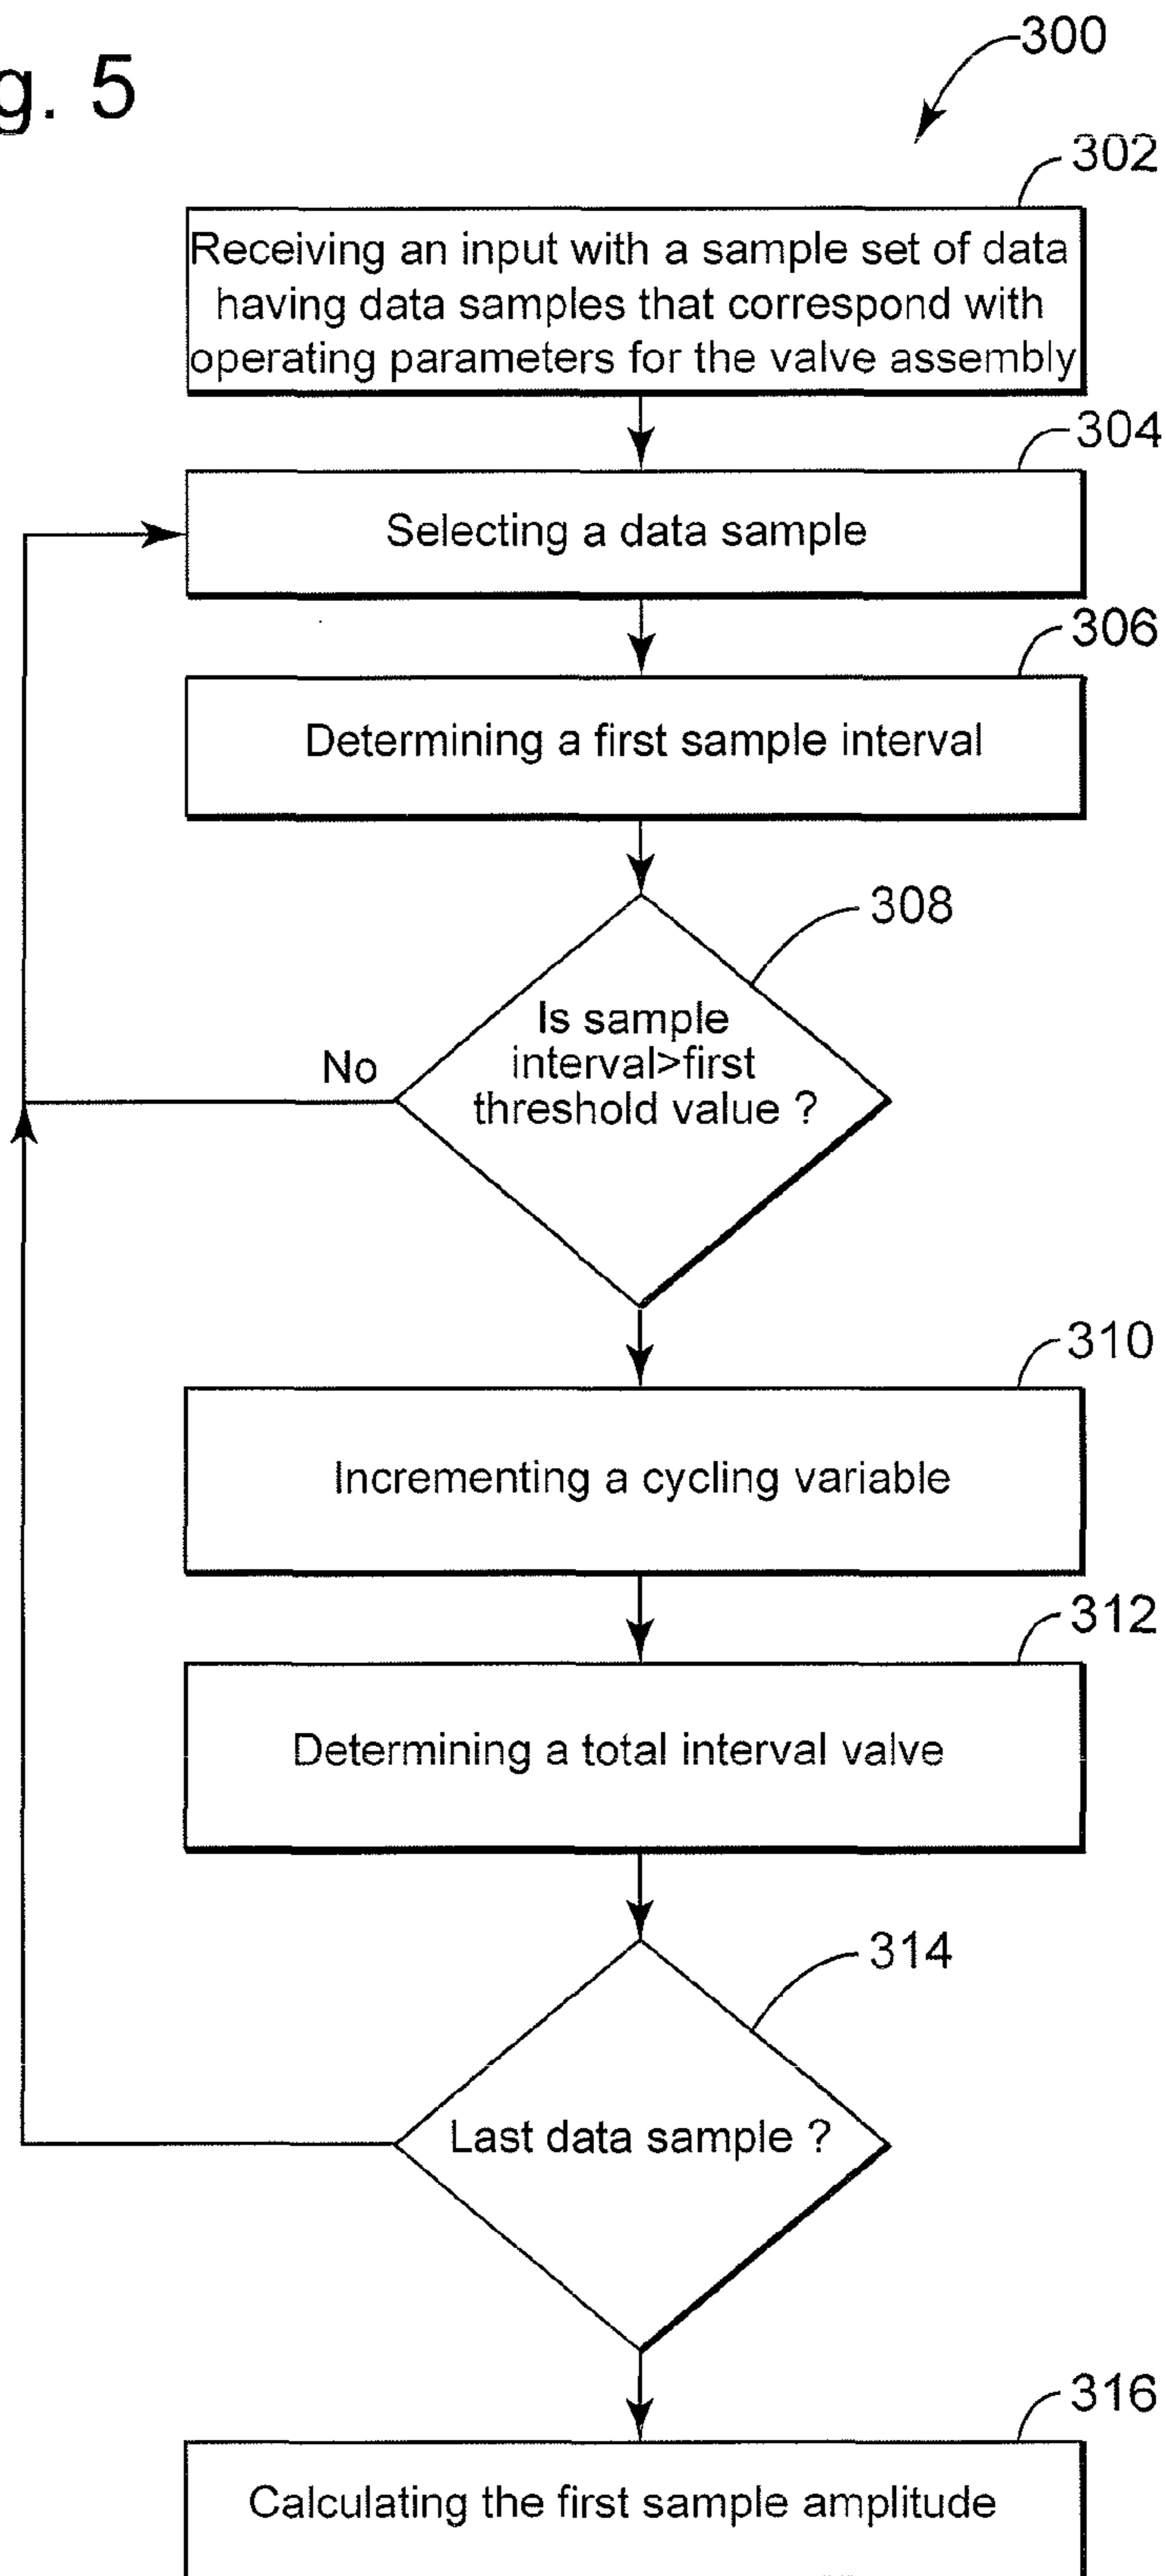 g. 5
300
302
Receiving an input with a sample set of data
having data samples that correspond with
operating parameters for the valve assembly
304
Selecting a data sample
306
Determining a first sample interval
308
Is sample
interval>first
threshold value ?
No
310
Incrementing a cycling variable
312
Determining a total interval valve
314
Last data sample ?
316
Calculating the first sample amplitude